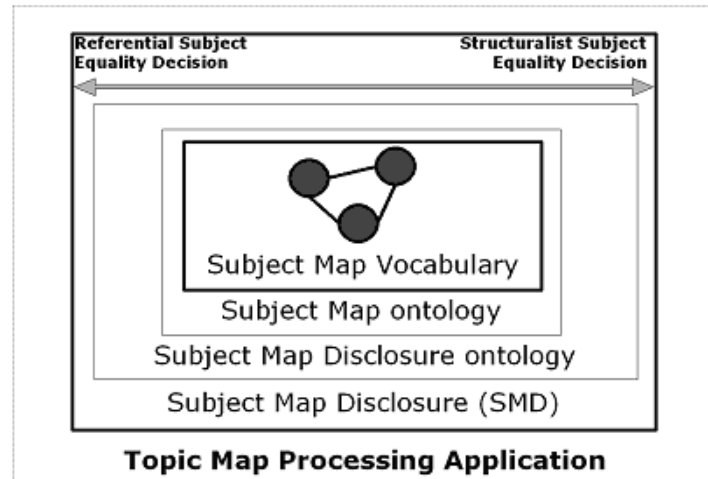 Referential Subject
Equality Decision
Structuralist Subject
Equality Decision
Subject Map Vocabulary
Subject Map ontology
Subject Map Disclosure ontology
Subject Map Disclosure (SMD)
Topic Map Processing Application